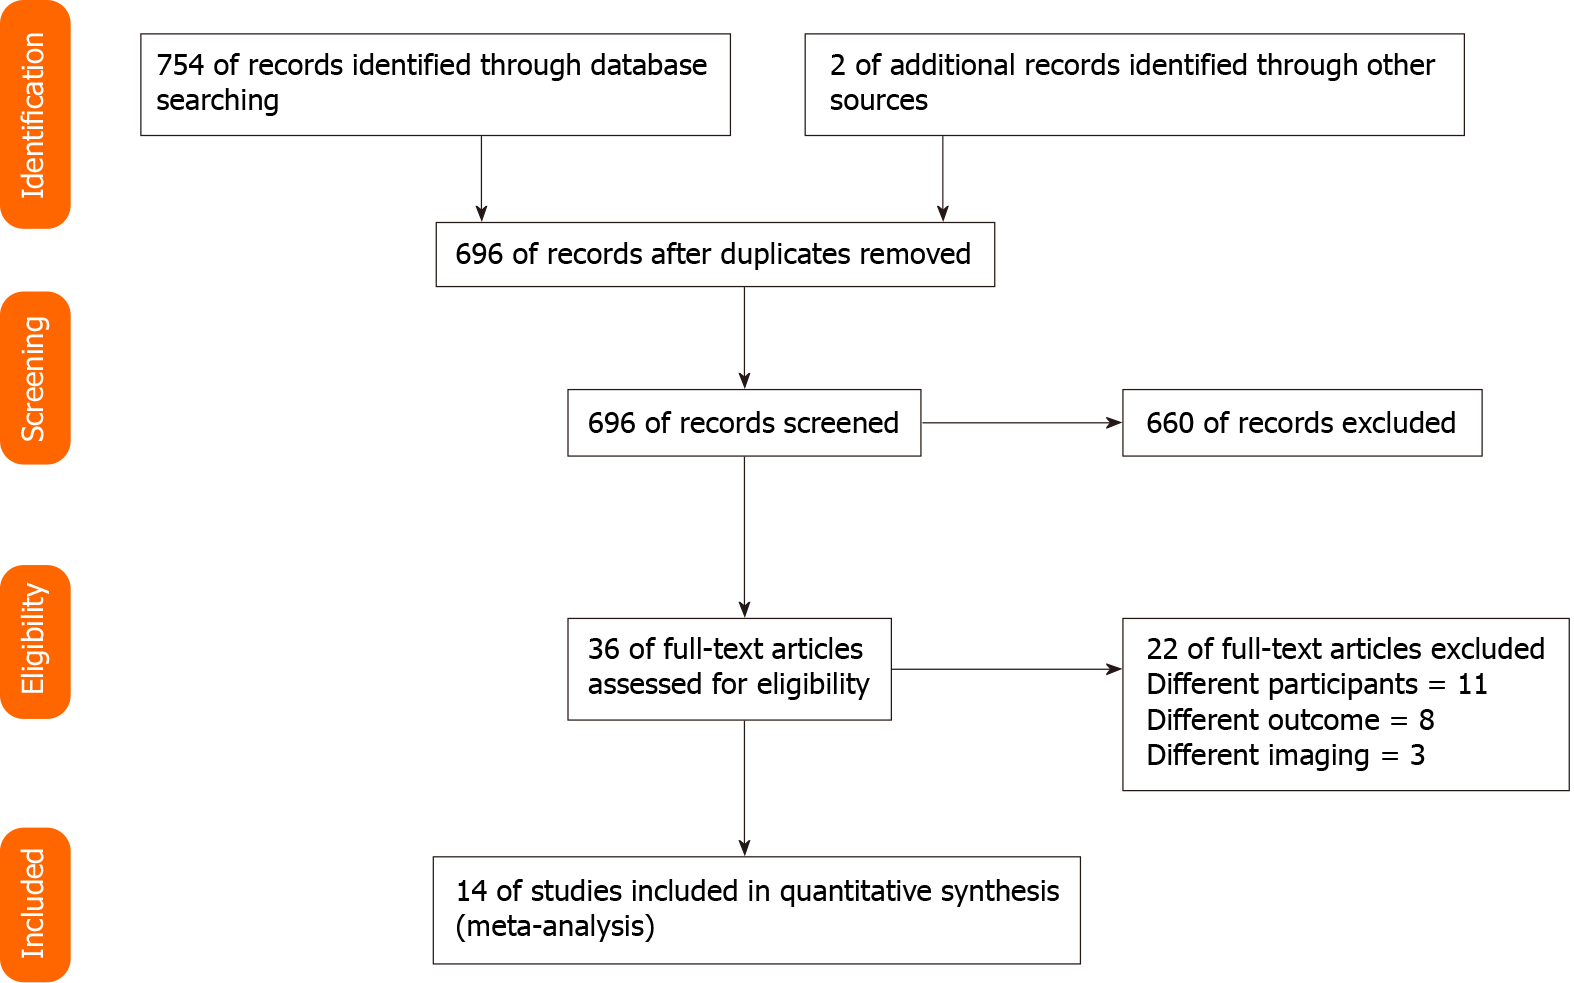 Identification
754 of records identified through database
searching
2 of additional records identified through other
sources
696 of records after duplicates removed
Screening
696 of records screened
660 of records excluded
Eligibility
36 of full-text articles
assessed for eligibility
22 of full-text articles excluded
Different participants = 11
Different outcome = 8
Different imaging = 3
Included
14 of studies included in quantitative synthesis
(meta-analysis)